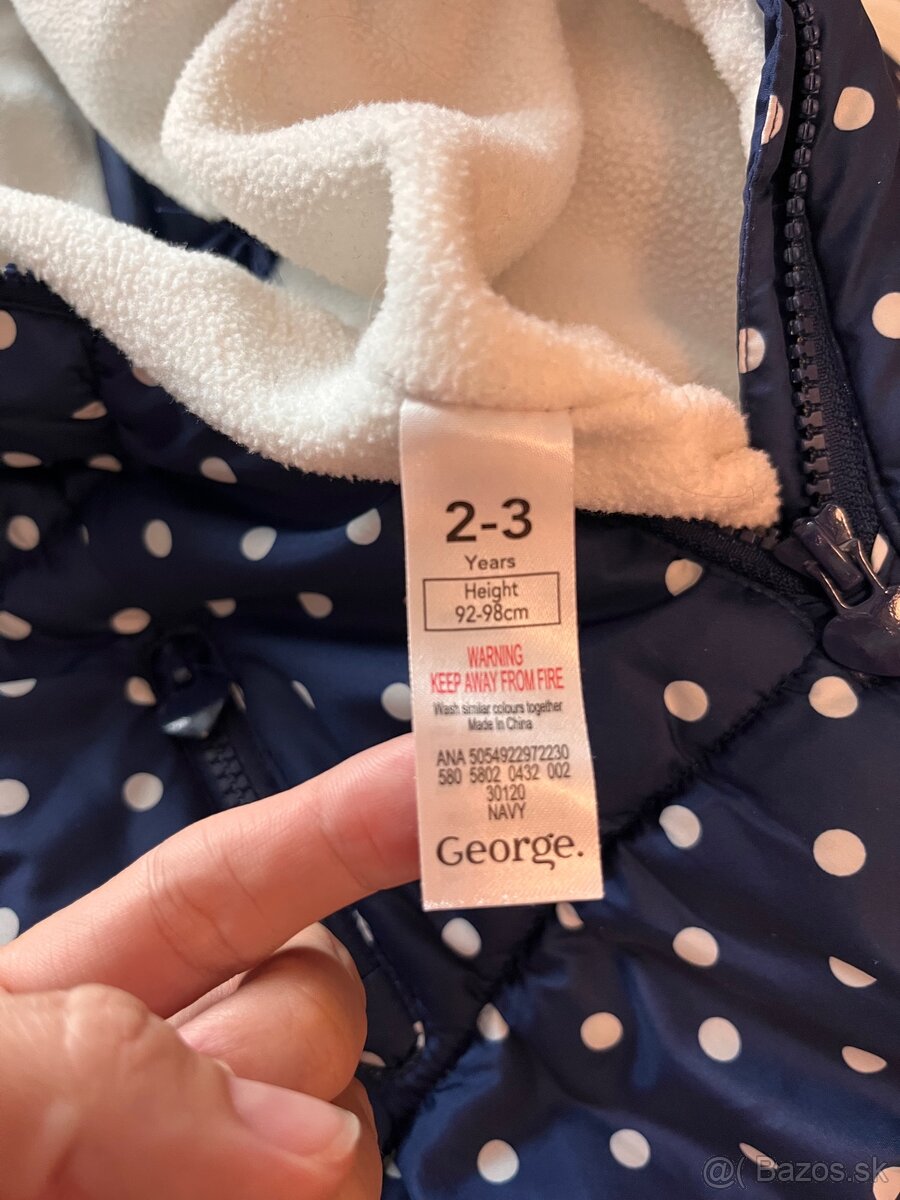 2-3
Years
Height
92-98cm
WARNING
KEEP AWAY FROM FIRE
Wash similar colours together
Made In China
ANA 5054922972230
580 5802 0432 002
30120
NAVY
George.
@( Bazos.sk